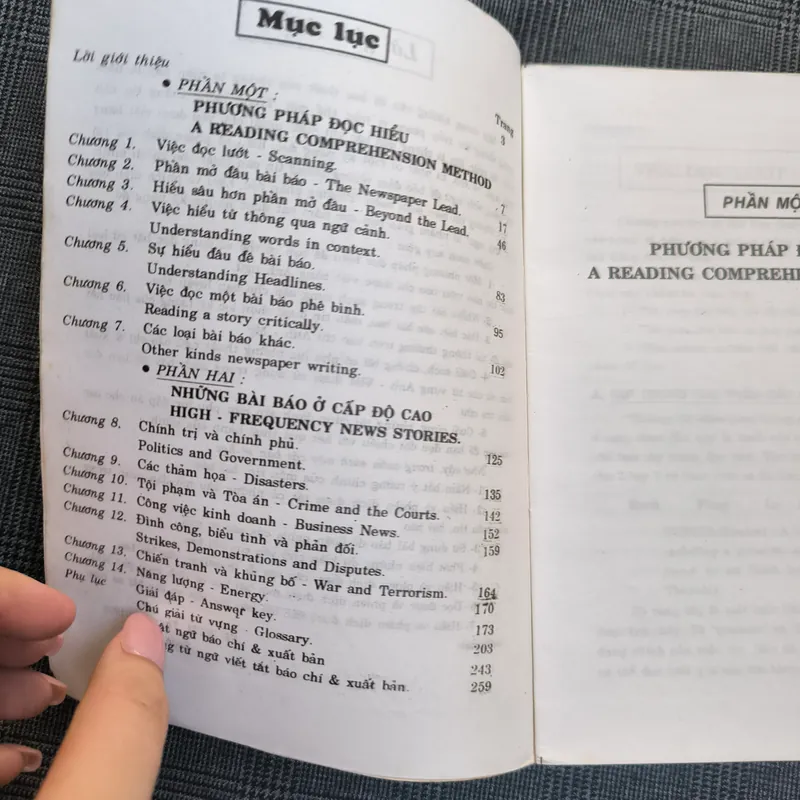 Mục lục
Trang
Lời giới thiệu 3
• PHẦN MỘT :
PHƯƠNG PHÁP ĐỌC HIỂU
A READING COMPREHENSION METHOD
Chương 1. Việc đọc lướt - Scanning. 7
Chương 2. Phần mở đầu bài báo - The Newspaper Lead. 17
Chương 3. Hiểu sâu hơn phần mở đầu - Beyond the Lead. 46
Chương 4. Việc hiểu từ thông qua ngữ cảnh.
Understanding words in context.
Chương 5. Sự hiểu đầu đề bài báo.
Understanding Headlines. 83
Chương 6. Việc đọc một bài báo phê bình.
Reading a story critically. 95
Chương 7. Các loại bài báo khác.
Other kinds newspaper writing. 102
• PHẦN HAI :
NHỮNG BÀI BÁO Ở CẤP ĐỘ CAO
HIGH - FREQUENCY NEWS STORIES.
Chương 8. Chính trị và chính phủ.
Politics and Government. 125
Chương 9. Các thảm họa - Disasters. 135
Chương 10. Tội phạm và Tòa án - Crime and the Courts. 142
Chương 11. Công việc kinh doanh - Business News. 152
Chương 12. Đình công, biểu tình và phản đối. 159
Strikes, Demonstrations and Disputes.
Chương 13. Chiến tranh và khủng bố - War and Terrorism. 164
Chương 14. Năng lượng - Energy. 170
Phụ lục Giải đáp - Answer key. 173
Chú giải từ vựng - Glossary. 203
ngữ báo chí & xuất bản 243
từ ngữ viết tắt báo chí & xuất bản. 259
PHẦN
PHƯƠNG PHÁP
A READING